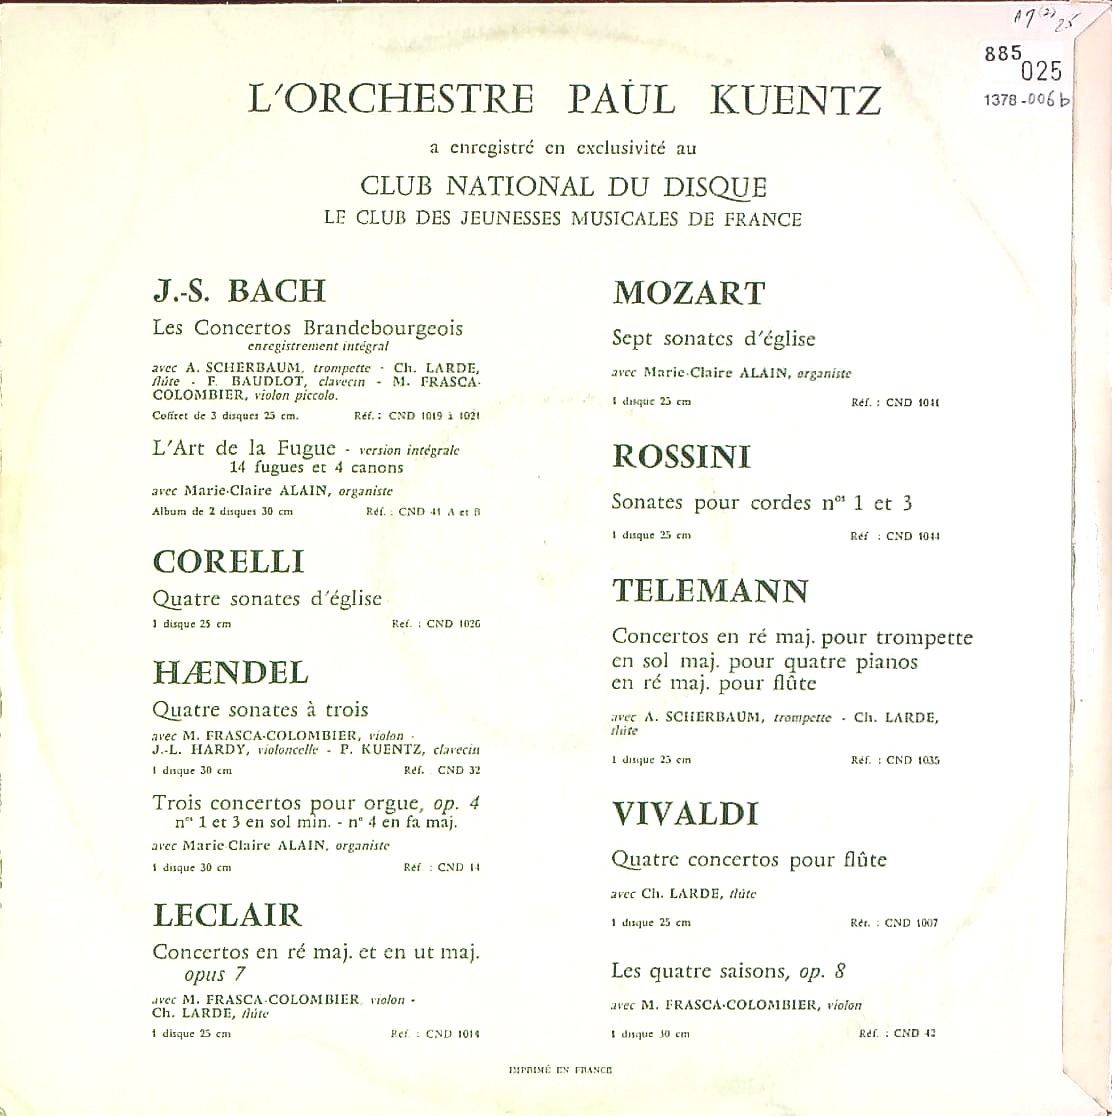 A9(2) 25
885
025
1378-006b
L'ORCHESTRE PAUL KUENTZ
a enregistré en exclusivité au
CLUB NATIONAL DU DISQUE
LE CLUB DES JEUNESSES MUSICALES DE FRANCE
J.-S. BACH
Les Concertos Brandebourgeois
enregistrement intégral
avec A. SCHERBAUM, trompette - Ch. LARDE,
flûte - F. BAUDLOT, clavecin - M. FRASCA-
COLOMBIER, violon piccolo.
Coffret de 3 disques 25 cm. Réf. : CND 1019 à 1021
L'Art de la Fugue - version intégrale
14 fugues et 4 canons
avec Marie-Claire ALAIN, organiste
Album de 2 disques 30 cm Réf. : CND 41 A et B
CORELLI
Quatre sonates d'église
1 disque 25 cm Réf. : CND 1026
HÆNDEL
Quatre sonates à trois
avec M. FRASCA-COLOMBIER, violon -
J.-L. HARDY, violoncelle - P. KUENTZ, clavecin
1 disque 30 cm Réf. CND 32
Trois concertos pour orgue, op. 4
nos 1 et 3 en sol min. - n° 4 en fa maj.
avec Marie-Claire ALAIN, organiste
1 disque 30 cm Réf : CND 14
LECLAIR
Concertos en ré maj. et en ut maj.
opus 7
avec M. FRASCA-COLOMBIER, violon -
Ch. LARDE, flûte
1 disque 25 cm Réf : CND 1014
MOZART
Sept sonates d'église
avec Marie-Claire ALAIN, organiste
1 disque 25 cm Réf. : CND 1041
ROSSINI
Sonates pour cordes nos 1 et 3
1 disque 25 cm Réf : CND 1044
TELEMANN
Concertos en ré maj. pour trompette
en sol maj. pour quatre pianos
en ré maj. pour flûte
avec A. SCHERBAUM, trompette - Ch. LARDE,
flûte
1 disque 25 cm Réf. : CND 1035
VIVALDI
Quatre concertos pour flûte
avec Ch. LARDE, flûte
1 disque 25 cm Réf. : CND 1007
Les quatre saisons, op. 8
avec M. FRASCA-COLOMBIER, violon
1 disque 30 cm Réf. : CND 42
IMPRIMÉ EN FRANCE